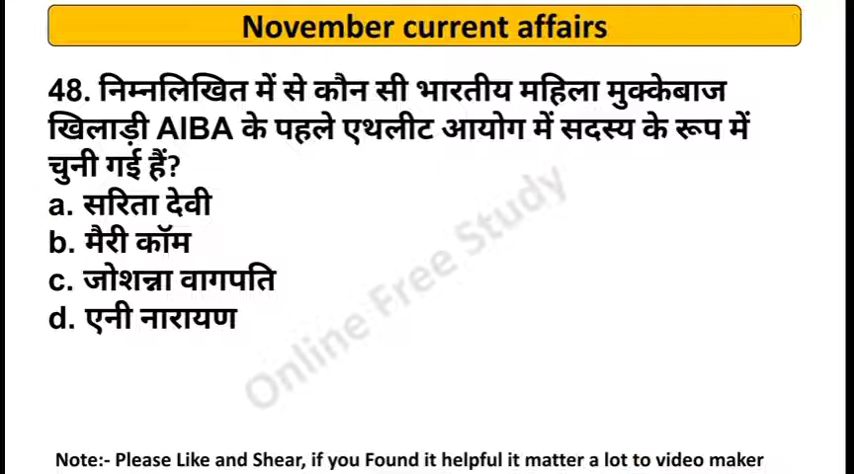 November current affairs
48. निम्नलिखित में से कौन सी भारतीय महिला मुक्केबाज
खिलाड़ी AIBA के पहले एथलीट आयोग में सदस्य के रूप में
चुनी गई हैं?
a. सरिता देवी
b. मैरी कॉम
c. जोशन्ना वागपति
d. एनी नारायण
Online Free Study
Note:- Please Like and Shear, if you Found it helpful it matter a lot to video maker